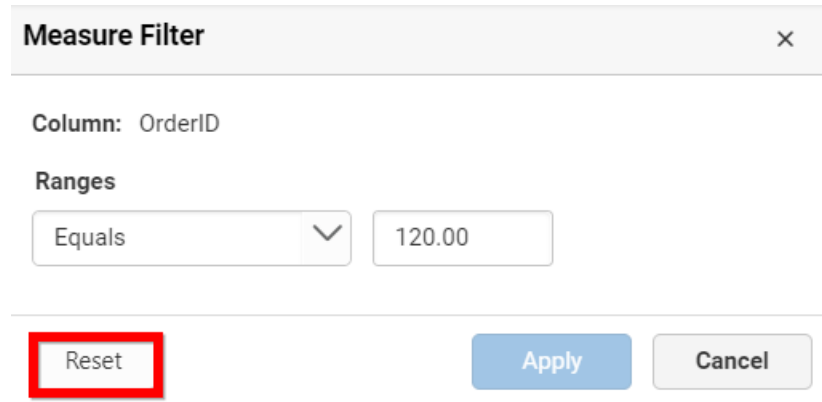 Measure Filter ×
Column: OrderID
Ranges
Equals 120.00
Reset Apply Cancel